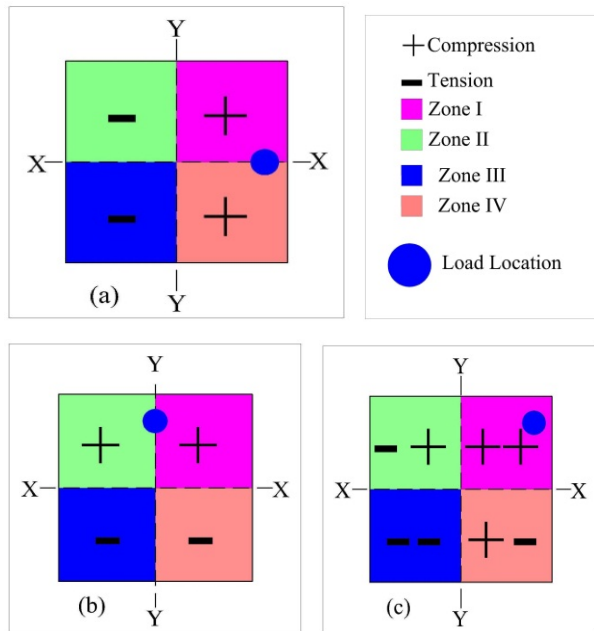 Y
X
X
Y
(a)
Compression
Tension
Zone I
Zone II
Zone III
Zone IV
Load Location
Y
X
X
Y
(b)
Y
X
X
Y
(c)